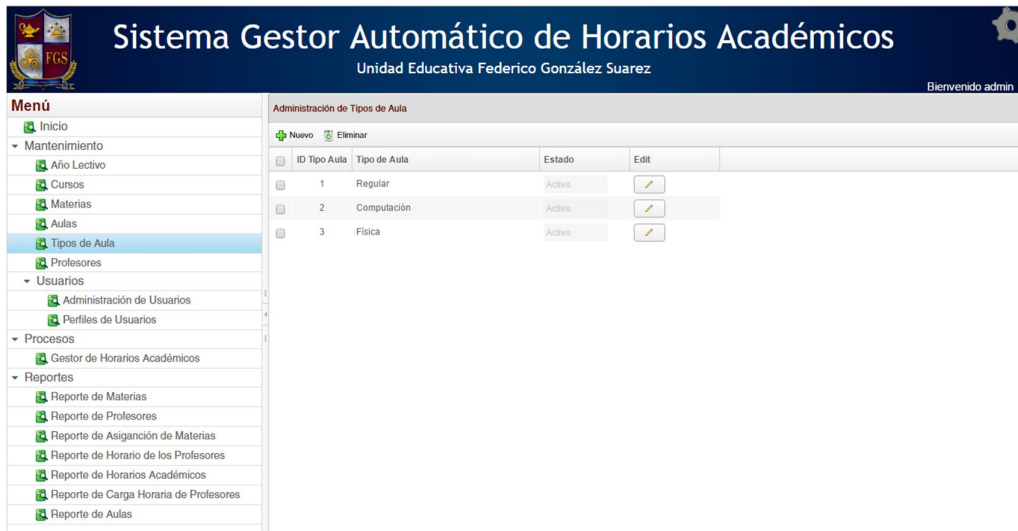 FGS
Sistema Gestor Automático de Horarios Académicos
Unidad Educativa Federico González Suarez
Bienvenido admin
Menú
Inicio
Mantenimiento
Año Lectivo
Cursos
Materias
Aulas
Tipos de Aula
Profesores
Usuarios
Administración de Usuarios
Perfiles de Usuarios
Procesos
Gestor de Horarios Académicos
Reportes
Reporte de Materias
Reporte de Profesores
Reporte de Asiganción de Materias
Reporte de Horario de los Profesores
Reporte de Horarios Académicos
Reporte de Carga Horaria de Profesores
Reporte de Aulas
Administración de Tipos de Aula
Nuevo Eliminar
ID Tipo Aula Tipo de Aula Estado Edit
1 Regular Activo
2 Computación Activo
3 Física Activo